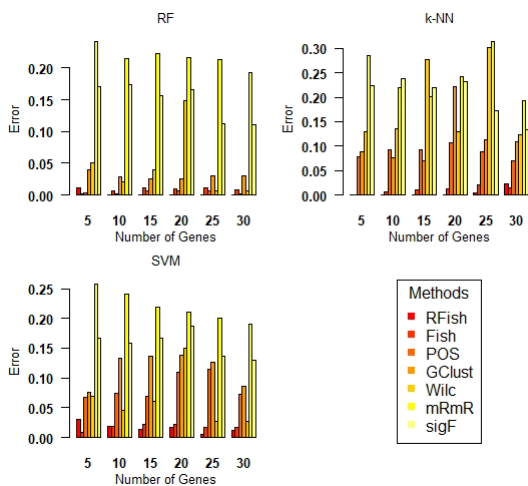 RF
Error
0.20
0.15
0.10
0.05
0.00
5 10 15 20 25 30
Number of Genes
k-NN
Error
0.30
0.25
0.20
0.15
0.10
0.05
0.00
5 10 15 20 25 30
Number of Genes
SVM
Error
0.25
0.20
0.15
0.10
0.05
0.00
5 10 15 20 25 30
Number of Genes
Methods
RFish
Fish
POS
GClust
Wilc
mRmR
sigF